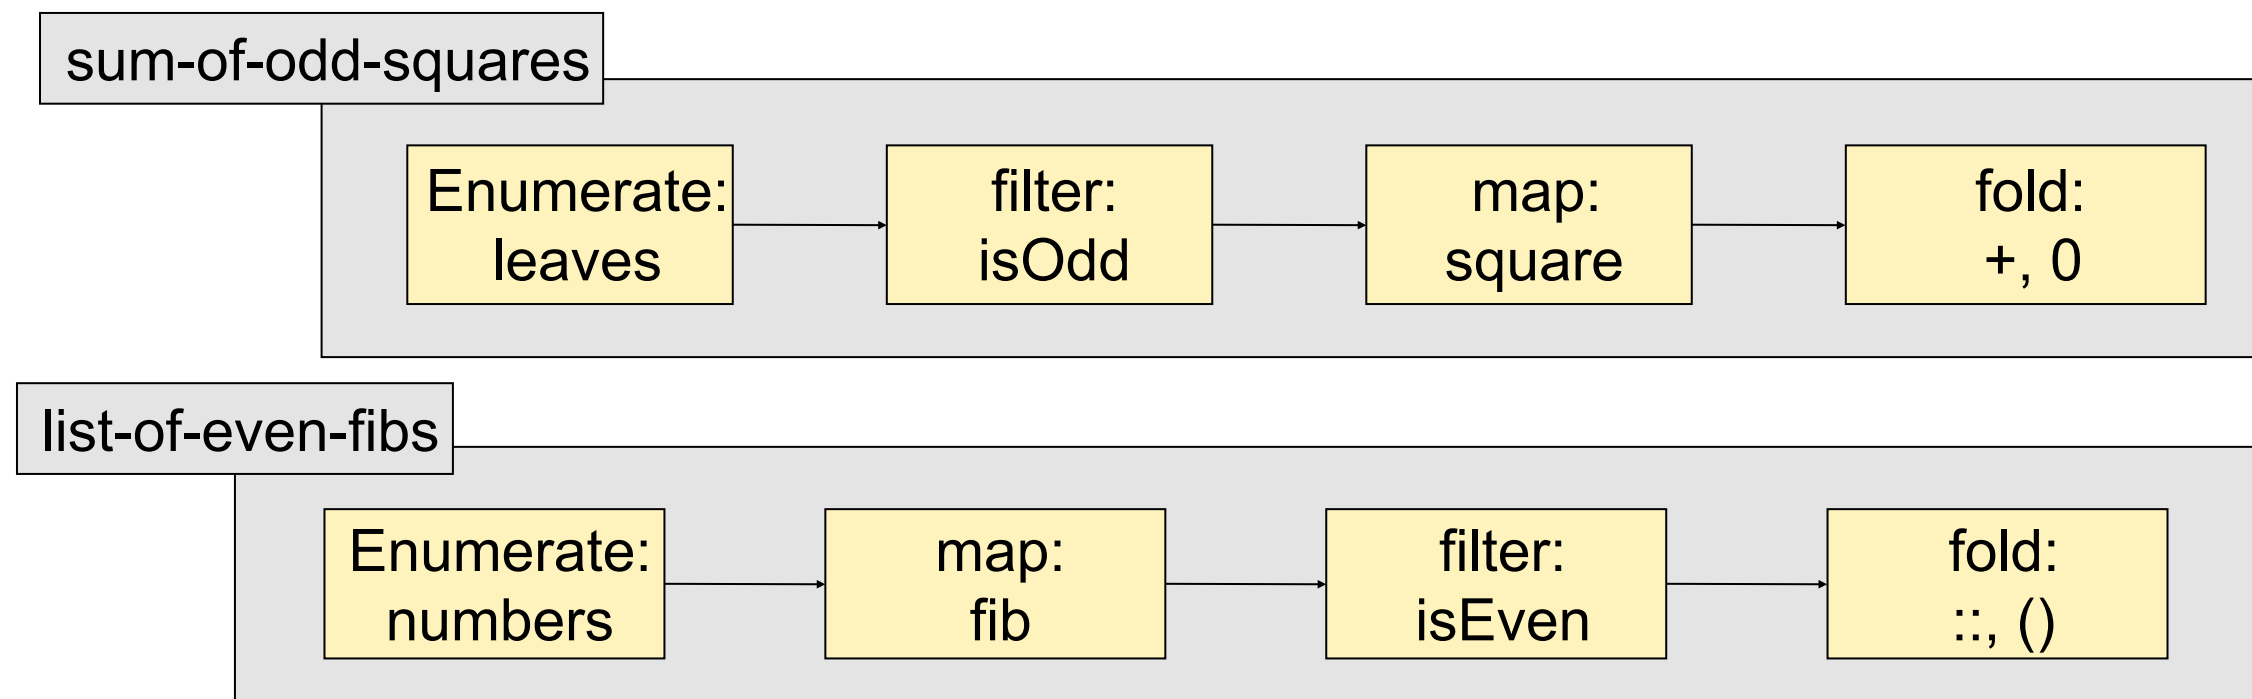 sum-of-odd-squares
Enumerate:
leaves
filter:
isOdd
map:
square
fold:
+, 0
list-of-even-fibs
Enumerate:
numbers
map:
fib
filter:
isEven
fold:
::, ()